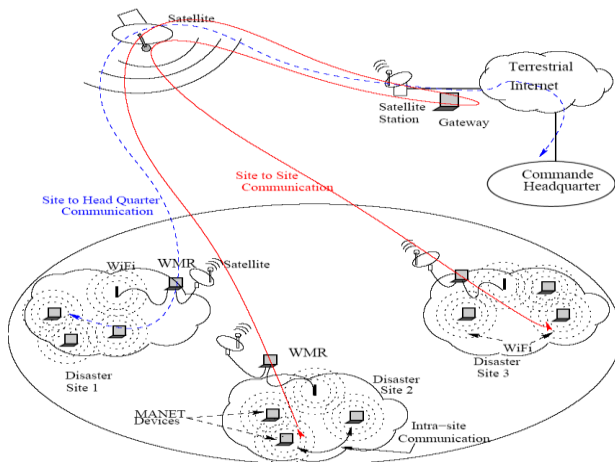 Satellite
Terrestrial
Internet
Satellite
Station
Gateway
Commande
Headquarter
Site to Site
Communication
Site to Head Quarter
Communication
WiFi
WMR
Satellite
Disaster
Site 1
WMR
Disaster
Site 2
MANET
Devices
Intra-site
Communication
WiFi
Disaster
Site 3